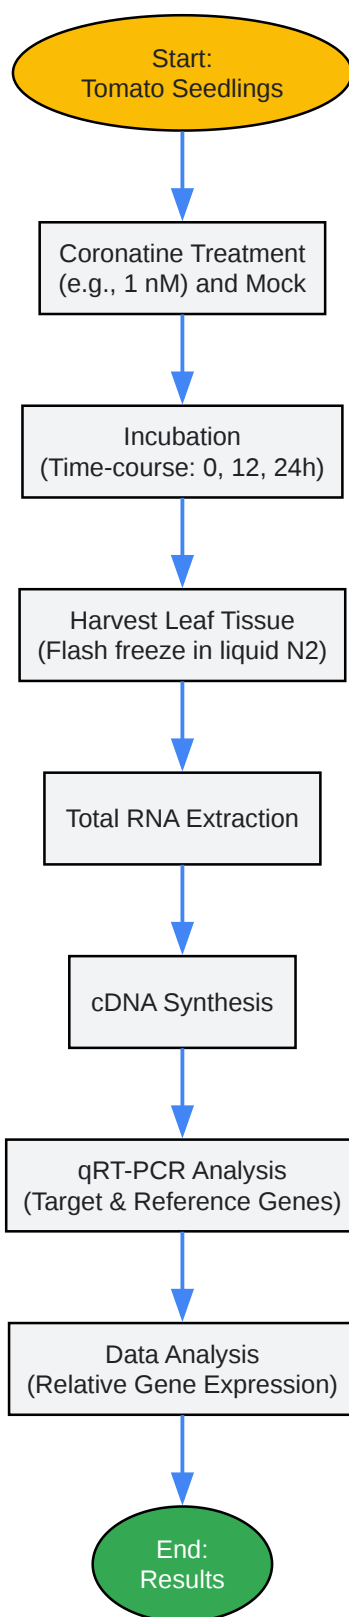 Start:
Tomato Seedlings
Coronatine Treatment
(e.g., 1 nM) and Mock
Incubation
(Time-course: 0, 12, 24h)
Harvest Leaf Tissue
(Flash freeze in liquid N2)
Total RNA Extraction
cDNA Synthesis
qRT-PCR Analysis
(Target & Reference Genes)
Data Analysis
(Relative Gene Expression)
End:
Results